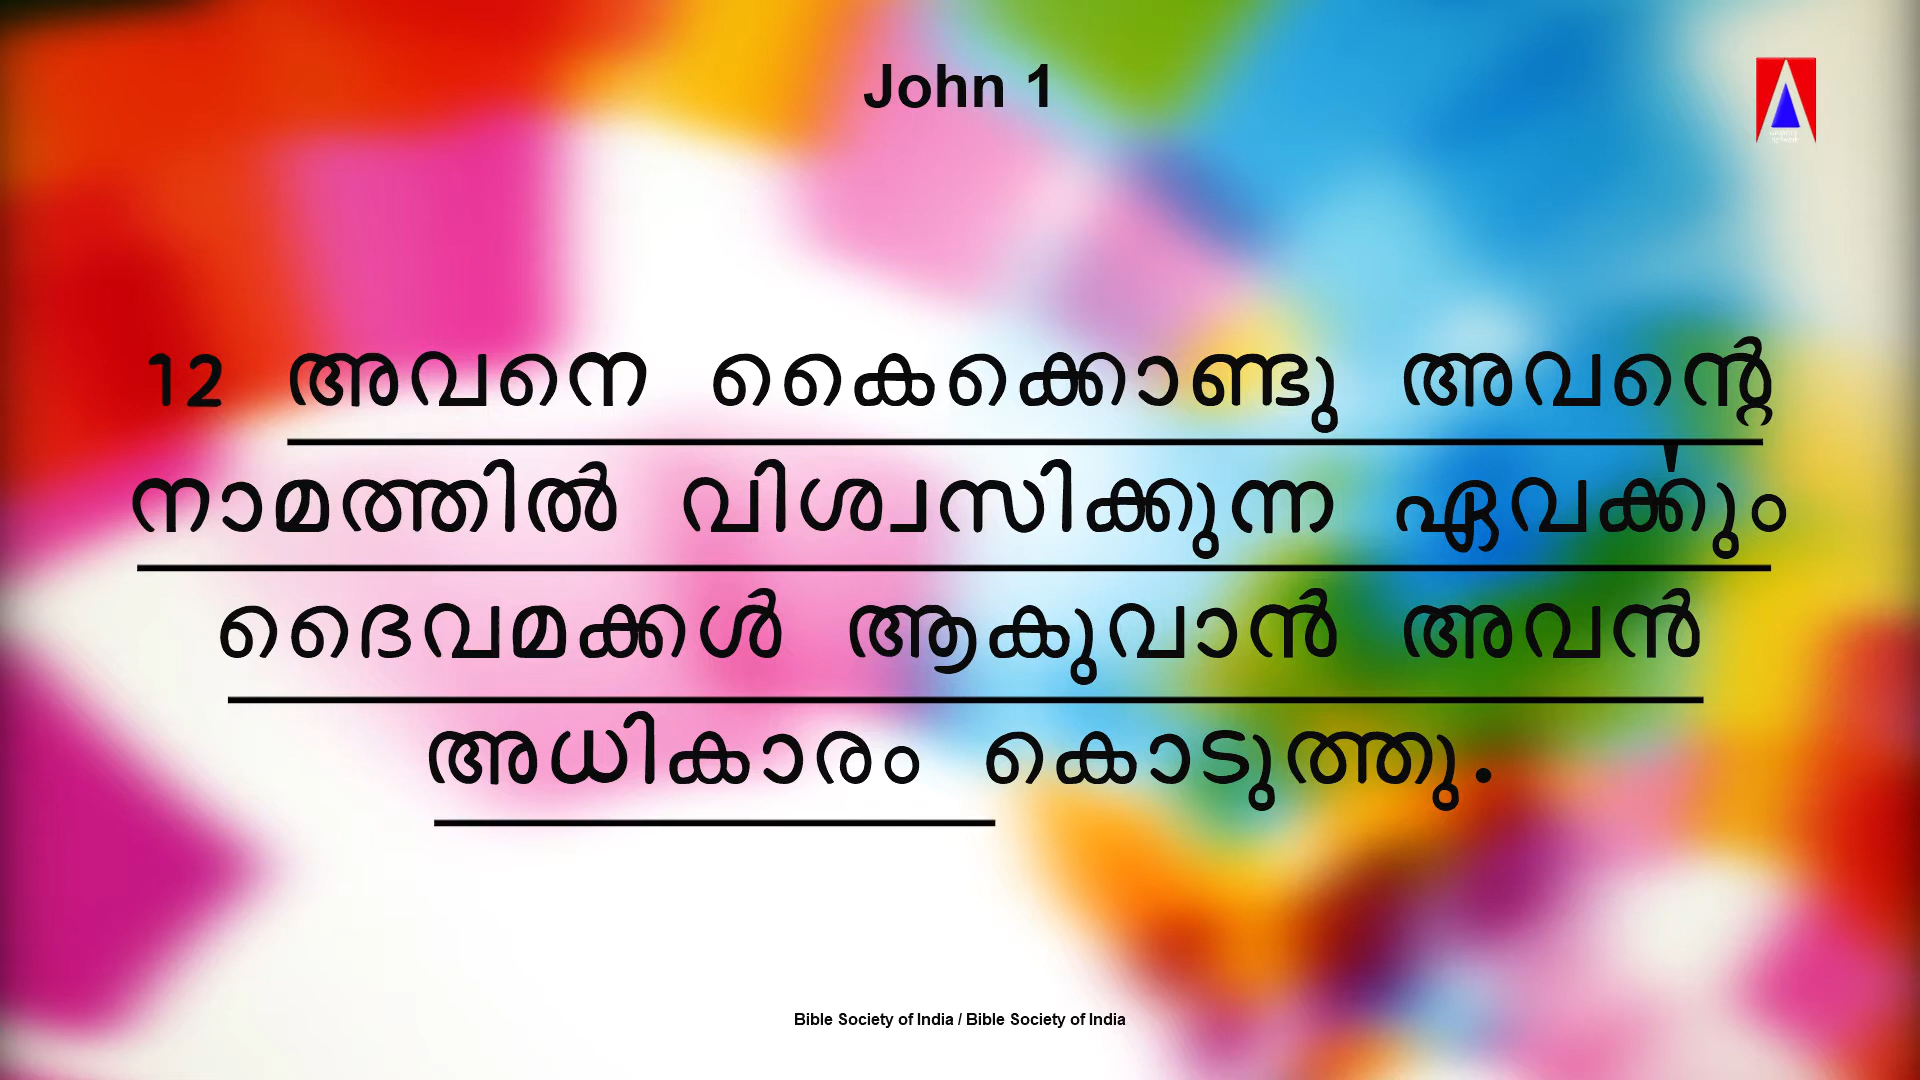 John 1
12 അവനെ കൈക്കൊണ്ടു അവന്റെ
നാമത്തിൽ വിശ്വസിക്കുന്ന ഏവൎക്കും
ദൈവമക്കൾ ആകുവാൻ അവൻ
അധികാരം കൊടുത്തു.
Bible Society of India / Bible Society of India